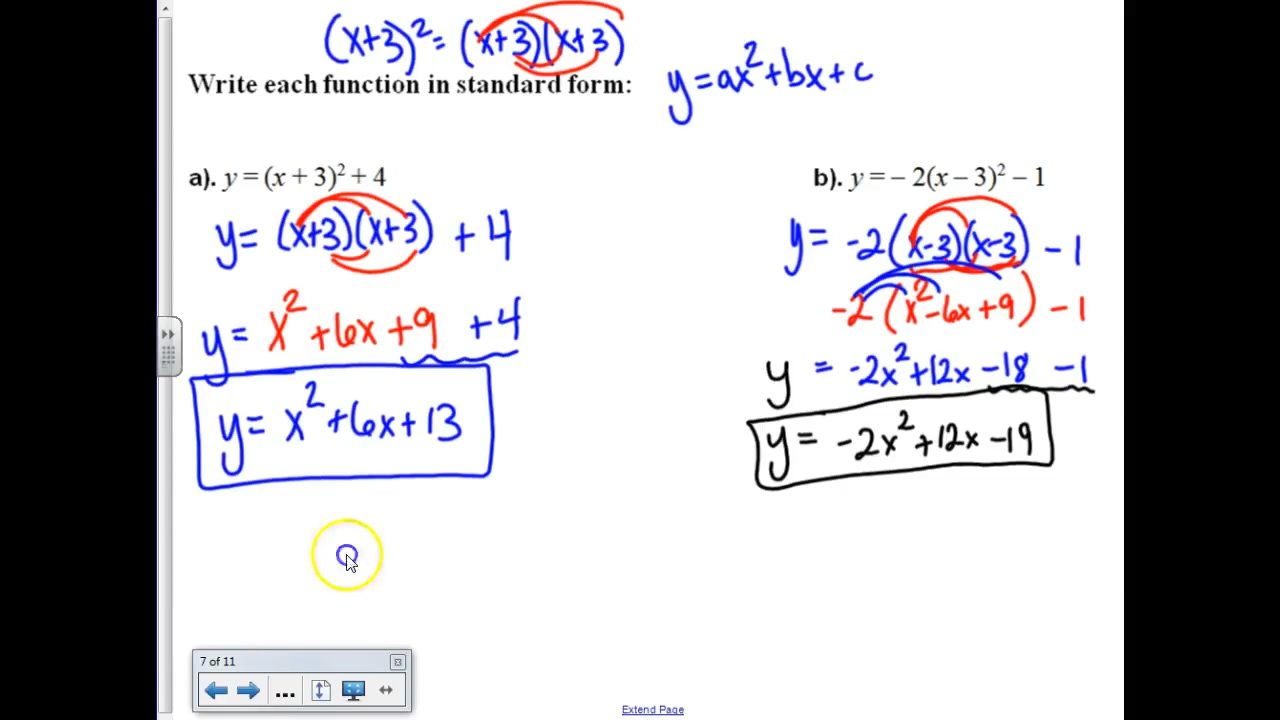 (x+3)² = (x+3)(x+3)
Write each function in standard form:
y = ax² + bx + c
a). y = (x + 3)² + 4
y = (x+3)(x+3) + 4
y = x² + 6x + 9 + 4
y = x² + 6x + 13
b). y = – 2(x – 3)² – 1
y = -2(x-3)(x-3) - 1
-2(x² - 6x + 9) - 1
y = -2x² + 12x - 18 - 1
y = -2x² + 12x - 19
7 of 11
...
Extend Page